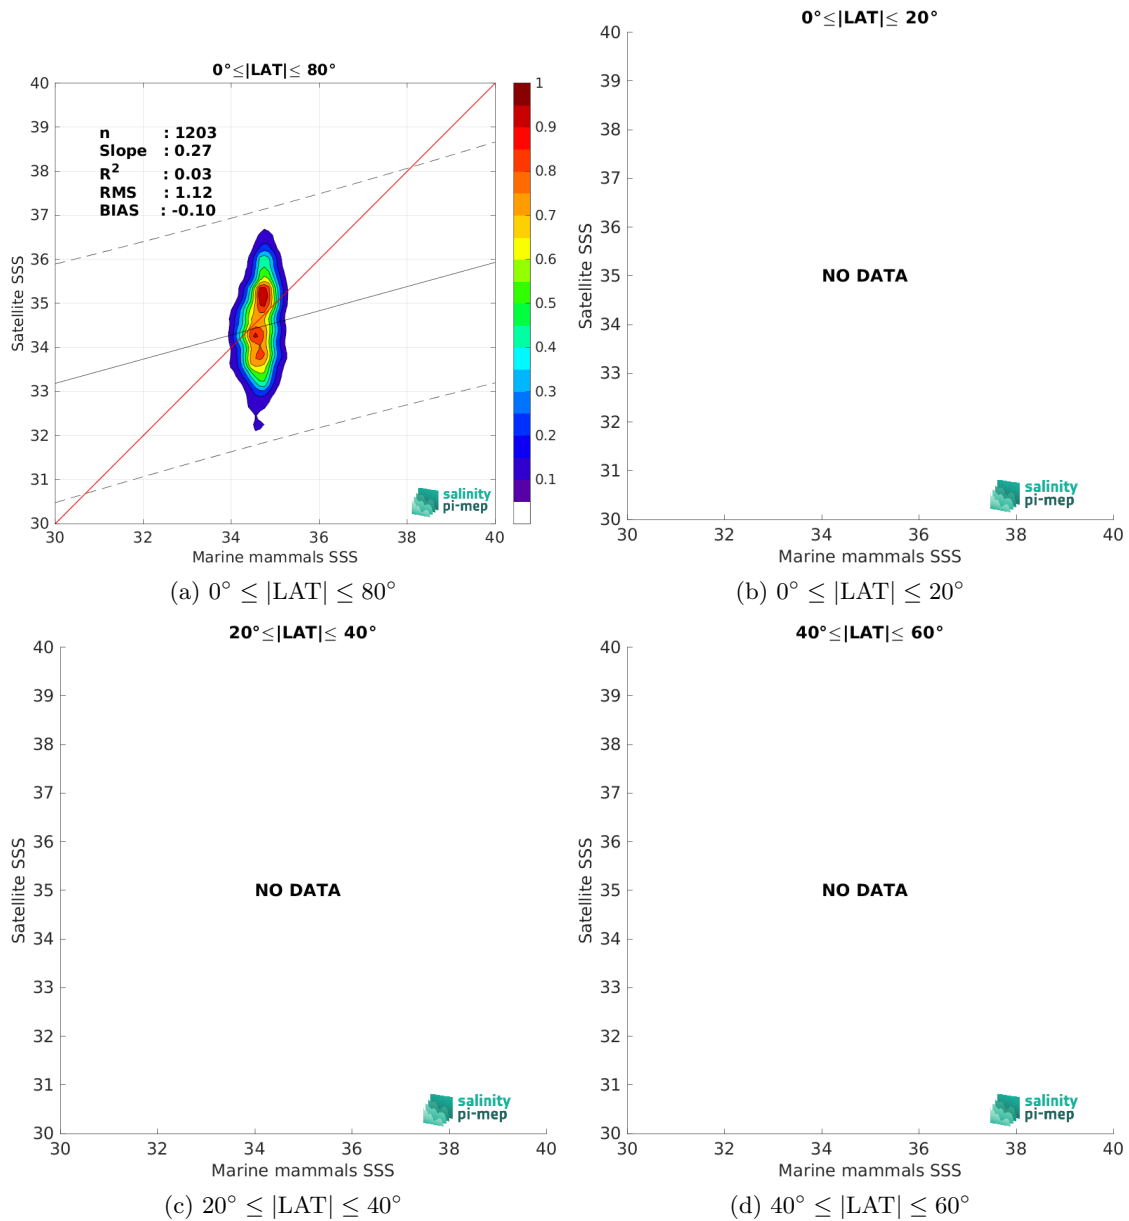 0°≤|LAT|≤ 80°
40
39
38
37
36
35
34
33
32
31
30
n : 1203
Slope : 0.27
R² : 0.03
RMS : 1.12
BIAS : -0.10
Satellite SSS
30 32 34 36 38 40
Marine mammals SSS
1
0.9
0.8
0.7
0.6
0.5
0.4
0.3
0.2
0.1
salinity
pi-mep
(a) 0° ≤ |LAT| ≤ 80°
0°≤|LAT|≤ 20°
40
39
38
37
36
35
34
33
32
31
30
Satellite SSS
NO DATA
salinity
pi-mep
30 32 34 36 38 40
Marine mammals SSS
(b) 0° ≤ |LAT| ≤ 20°
20°≤|LAT|≤ 40°
40
39
38
37
36
35
34
33
32
31
30
Satellite SSS
NO DATA
salinity
pi-mep
30 32 34 36 38 40
Marine mammals SSS
(c) 20° ≤ |LAT| ≤ 40°
40°≤|LAT|≤ 60°
40
39
38
37
36
35
34
33
32
31
30
Satellite SSS
NO DATA
salinity
pi-mep
30 32 34 36 38 40
Marine mammals SSS
(d) 40° ≤ |LAT| ≤ 60°